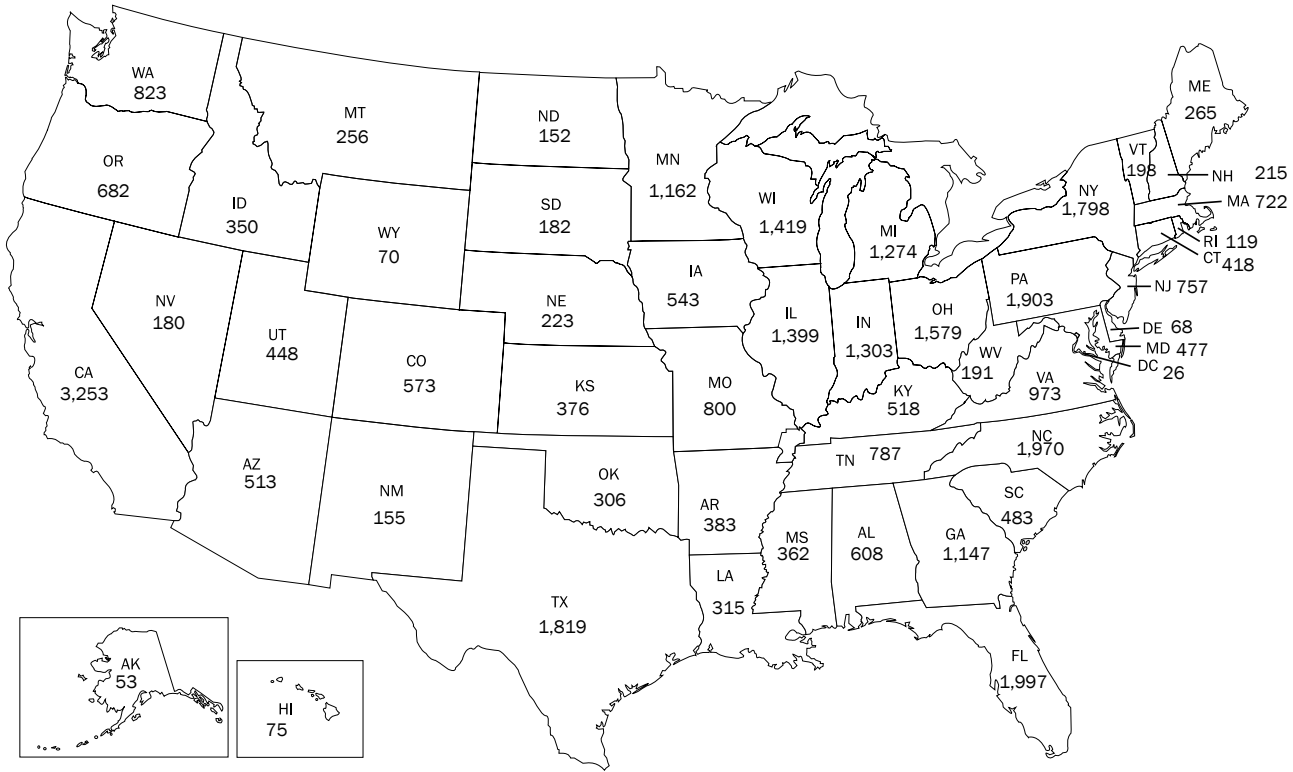 WA
823
OR
682
CA
3,253
ID
350
NV
180
MT
256
WY
70
UT
448
AZ
513
CO
573
NM
155
ND
152
SD
182
NE
223
KS
376
OK
306
TX
1,819
MN
1,162
IA
543
MO
800
AR
383
LA
315
WI
1,419
IL
1,399
MI
1,274
IN
1,303
OH
1,579
KY
518
TN 787
MS
362
AL
608
GA
1,147
FL
1,997
SC
483
NC
1,970
VA
973
WV
191
PA
1,903
NY
1,798
VT
198
ME
265
NH 215
MA 722
RI 119
CT 418
NJ 757
DE 68
MD 477
DC 26
AK
53
HI
75